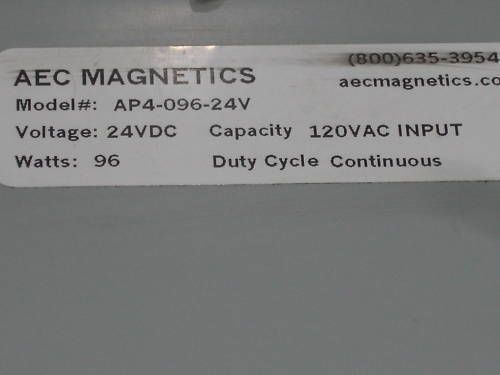 (800)635-3954
AEC MAGNETICS aecmagnetics.co
Model#: AP4-096-24V
Voltage: 24VDC Capacity 120VAC INPUT
Watts: 96 Duty Cycle Continuous